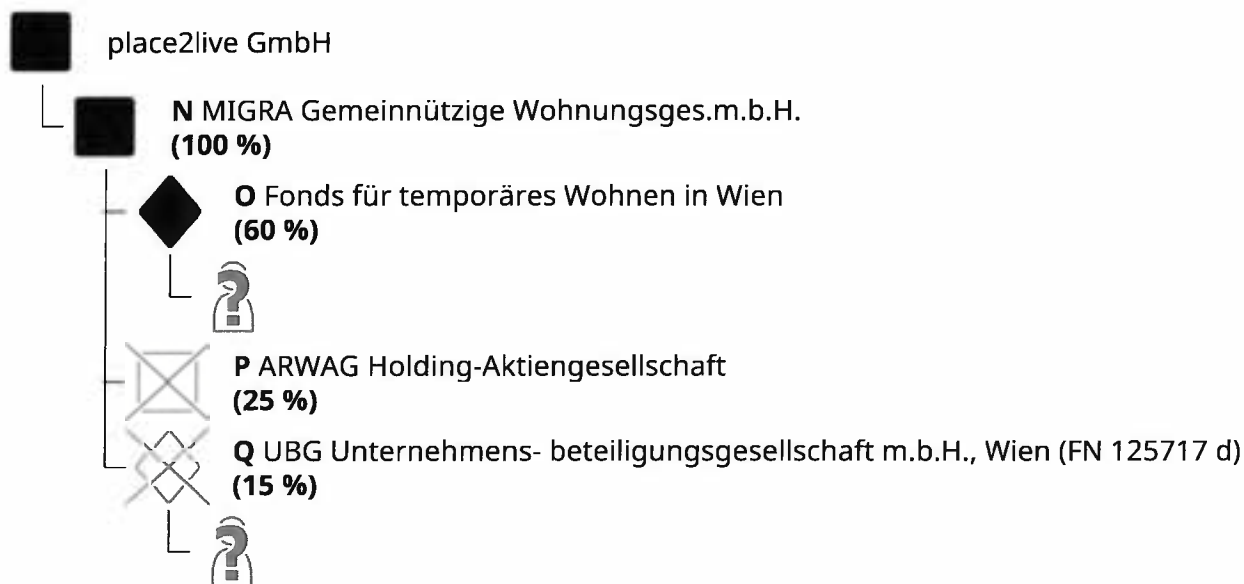 place2live GmbH
N MIGRA Gemeinnützige Wohnungsges.m.b.H.
(100 %)
O Fonds für temporäres Wohnen in Wien
(60 %)
?
P ARWAG Holding-Aktiengesellschaft
(25 %)
Q UBG Unternehmens- beteiligungsgesellschaft m.b.H., Wien (FN 125717 d)
(15 %)
?